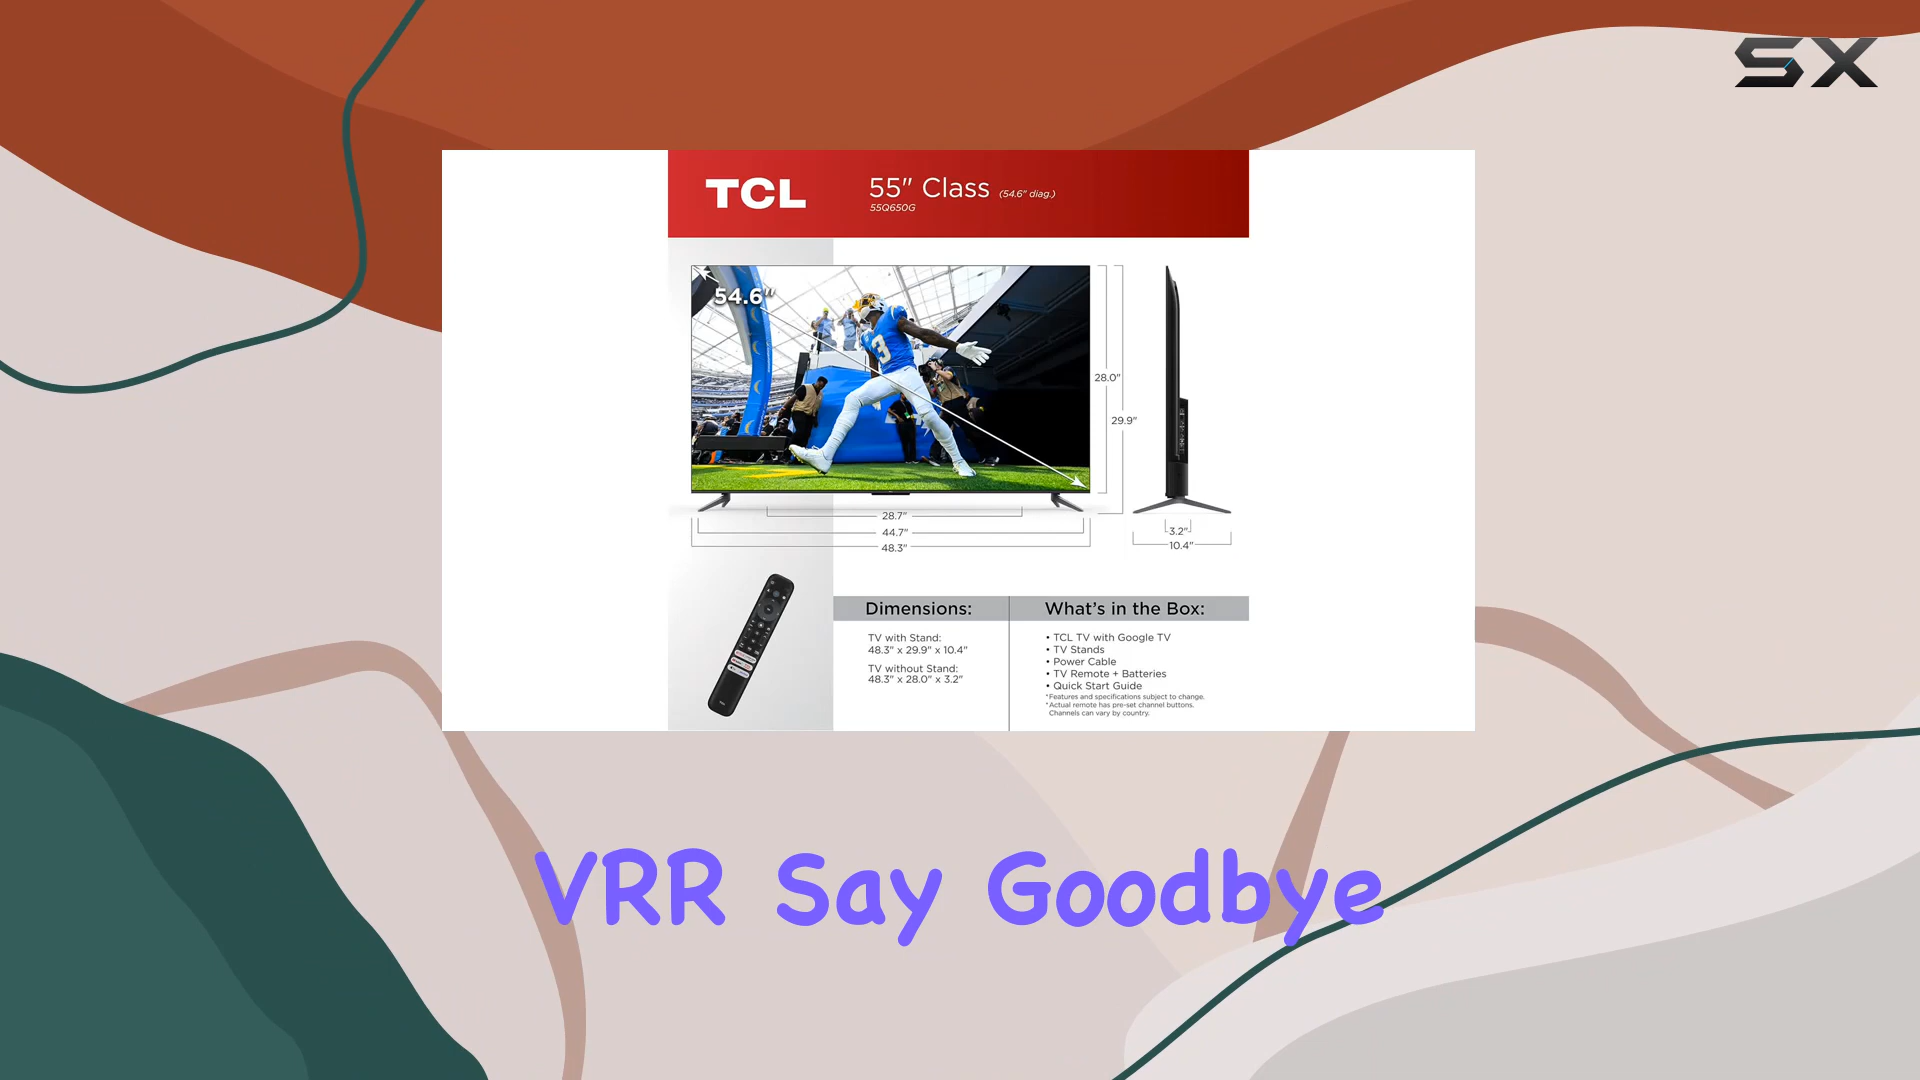 SX
TCL
55" Class (54.6" diag.)
55Q650G
54.6"
3
28.0"
29.9"
28.7"
44.7"
48.3"
3.2"
10.4"
Dimensions:
TV with Stand:
48.3" x 29.9" x 10.4"
TV without Stand:
48.3" x 28.0" x 3.2"
What's in the Box:
• TCL TV with Google TV
• TV Stands
• Power Cable
• TV Remote + Batteries
• Quick Start Guide
*Features and specifications subject to change.
*Actual remote has pre-set channel buttons.
Channels can vary by country.
VRR Say Goodbye